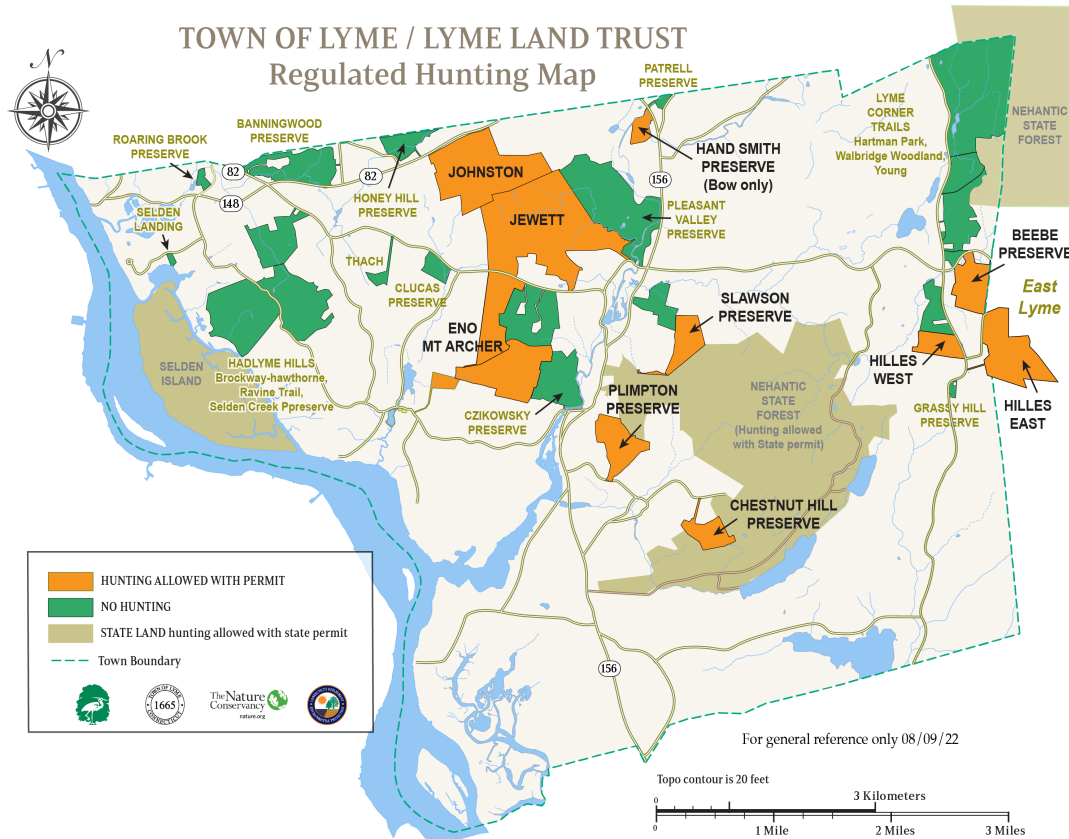 TOWN OF LYME / LYME LAND TRUST
Regulated Hunting Map
N
PATRELL
PRESERVE
BANNINGWOOD
PRESERVE
ROARING BROOK
PRESERVE
82
82
148
HONEY HILL
PRESERVE
JOHNSTON
JEWETT
HAND SMITH
PRESERVE
(Bow only)
156
PLEASANT
VALLEY
PRESERVE
LYME
CORNER
TRAILS
Hartman Park,
Walbridge Woodland,
Young
NEHANTIC
STATE
FOREST
SELDEN
LANDING
THACH
CLUCAS
PRESERVE
BEEBE
PRESERVE
East
Lyme
ENO
MT ARCHER
SLAWSON
PRESERVE
SELDEN
ISLAND
HADLYME HILLS
Brockway-hawthorne,
Ravine Trail,
Selden Creek Ppreserve
CZIKOWSKY
PRESERVE
PLIMPTON
PRESERVE
NEHANTIC
STATE
FOREST
(Hunting allowed
with State permit)
HILLES
WEST
GRASSY HILL
PRESERVE
HILLES
EAST
CHESTNUT HILL
PRESERVE
156
HUNTING ALLOWED WITH PERMIT
NO HUNTING
STATE LAND hunting allowed with state permit
Town Boundary
TOWN OF LYME
1665
CONNECTICUT
The Nature
Conservancy
nature.org
For general reference only 08/09/22
Topo contour is 20 feet
0
3 Kilometers
0
1 Mile
2 Miles
3 Miles